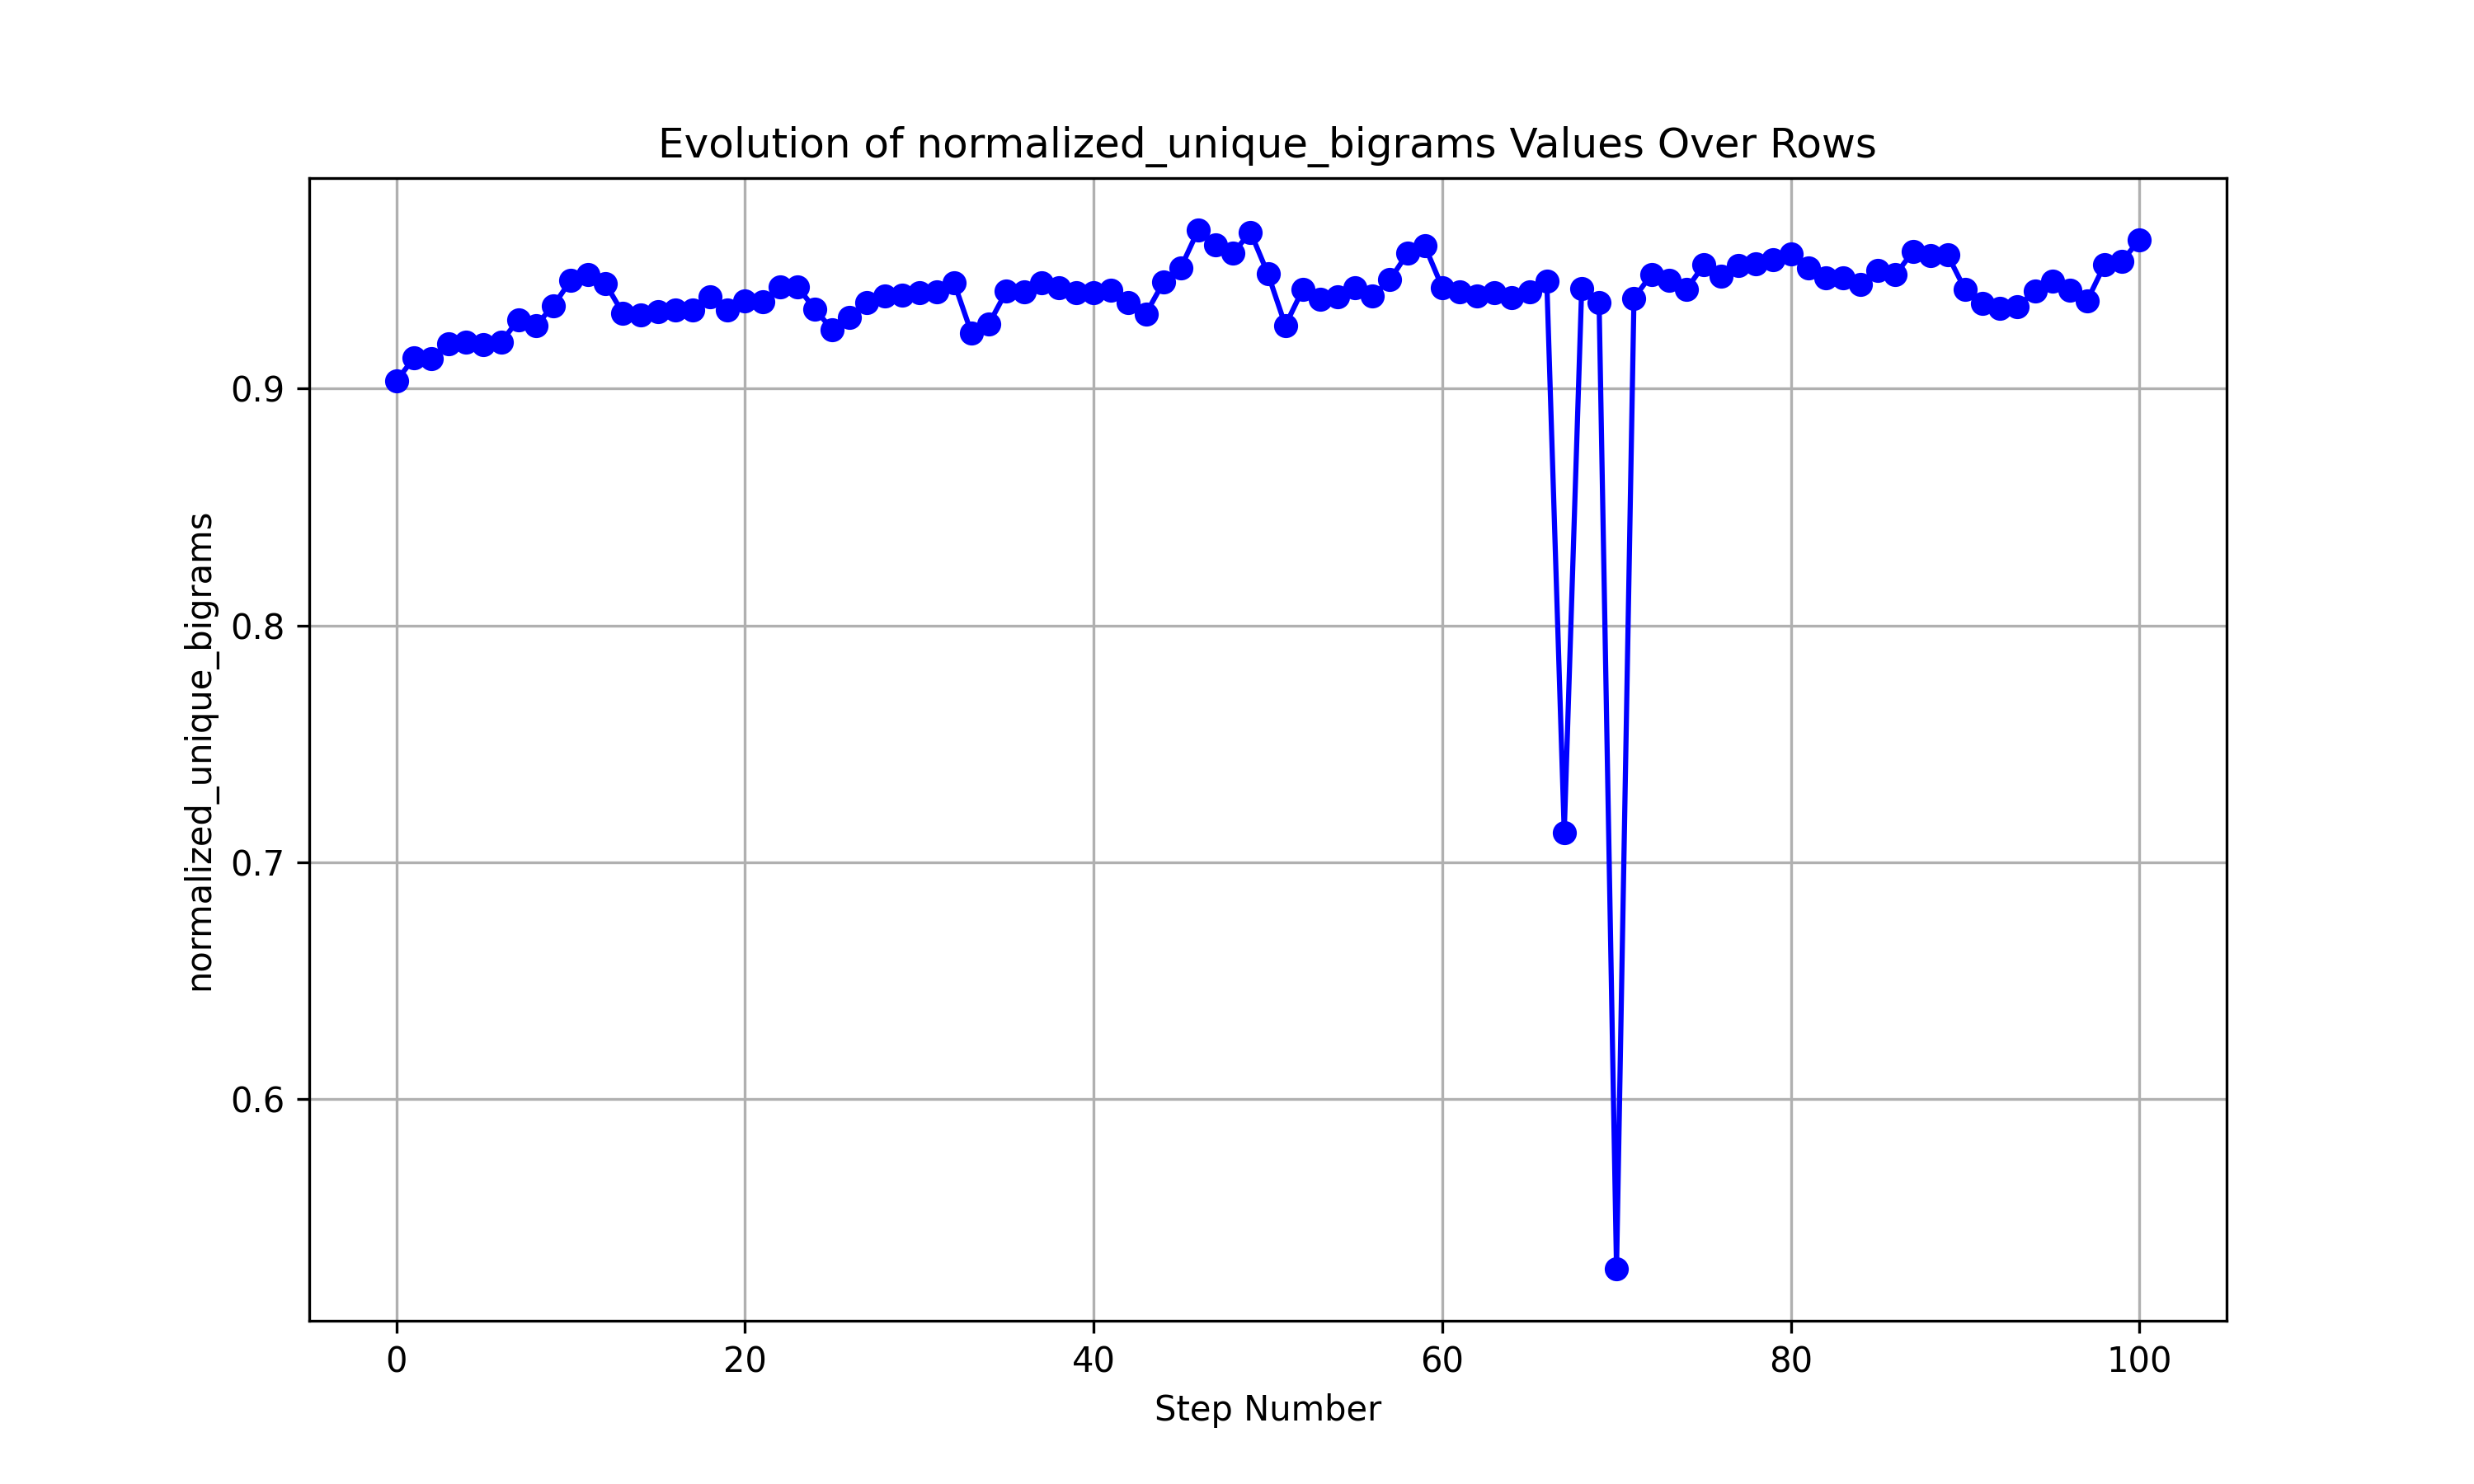 Evolution of normalized_unique_bigrams Values Over Rows
normalized_unique_bigrams
0.9
0.8
0.7
0.6
0 20 40 60 80 100
Step Number